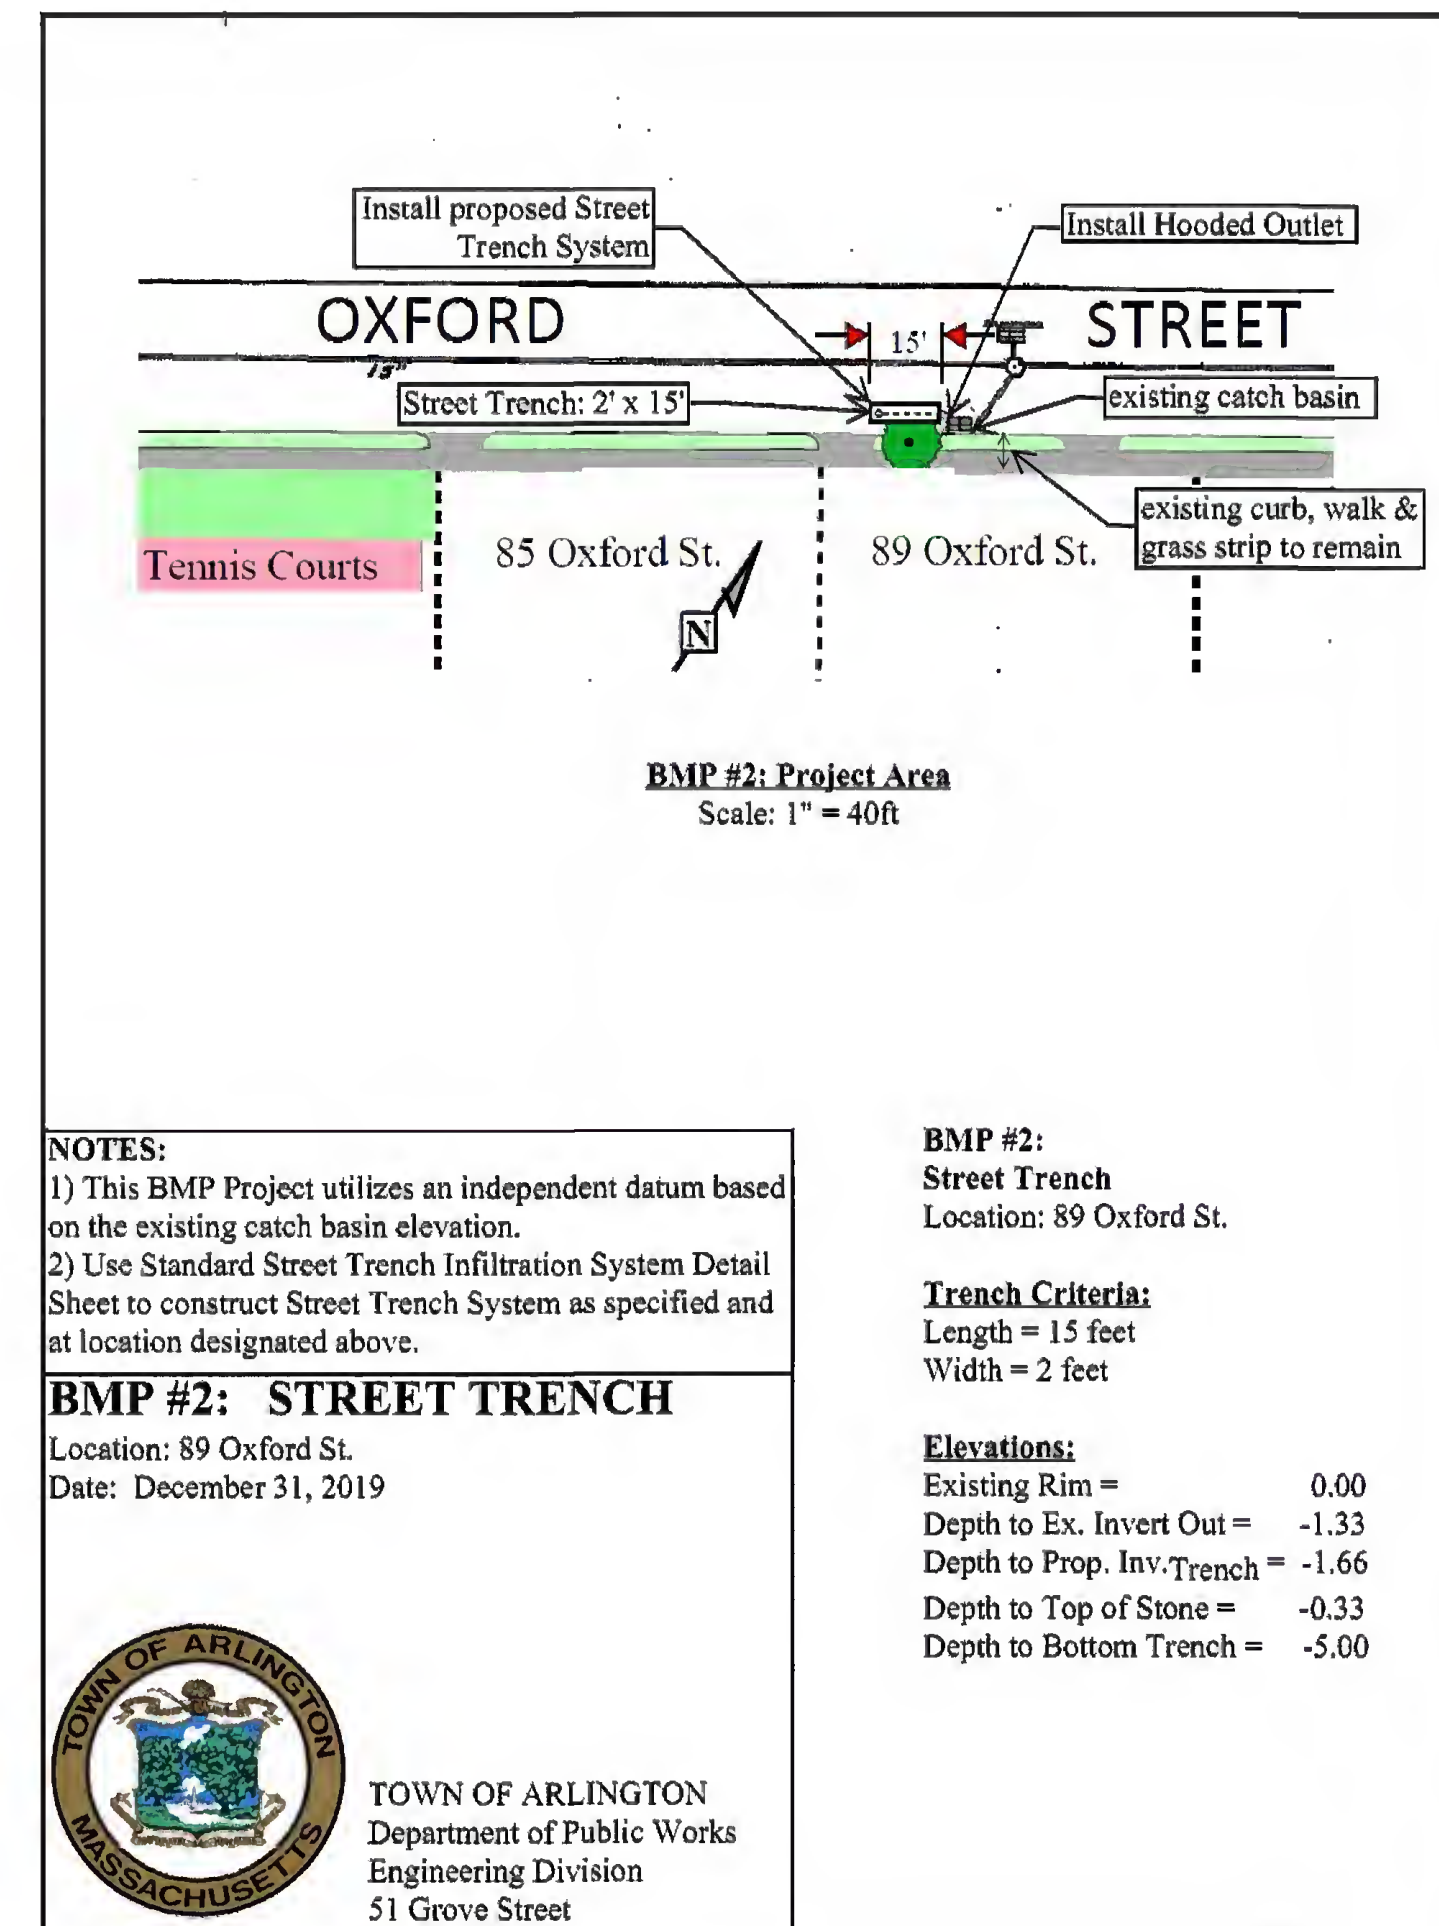 Install proposed Street
Trench System
Install Hooded Outlet
OXFORD STREET
15'
15"
Street Trench: 2' x 15'
existing catch basin
existing curb, walk &
grass strip to remain
Tennis Courts
85 Oxford St.
89 Oxford St.
N
BMP #2: Project Area
Scale: 1" = 40ft
NOTES:
1) This BMP Project utilizes an independent datum based
on the existing catch basin elevation.
2) Use Standard Street Trench Infiltration System Detail
Sheet to construct Street Trench System as specified and
at location designated above.
BMP #2: STREET TRENCH
Location: 89 Oxford St.
Date: December 31, 2019
TOWN OF ARLINGTON
MASSACHUSETTS
TOWN OF ARLINGTON
Department of Public Works
Engineering Division
51 Grove Street
BMP #2:
Street Trench
Location: 89 Oxford St.
Trench Criteria:
Length = 15 feet
Width = 2 feet
Elevations:
Existing Rim = 0.00
Depth to Ex. Invert Out = -1.33
Depth to Prop. Inv.Trench = -1.66
Depth to Top of Stone = -0.33
Depth to Bottom Trench = -5.00